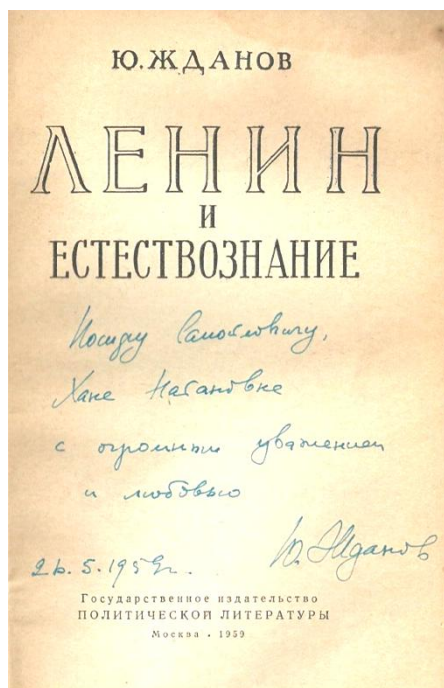 Ю. ЖДАНОВ
ЛЕНИН
И
ЕСТЕСТВОЗНАНИЕ
Иосифу Самойловичу,
Хане Натановне
с огромным уважением
и любовью
Ю. Жданов
26.5.1959г.
Государственное издательство
ПОЛИТИЧЕСКОЙ ЛИТЕРАТУРЫ
Москва • 1959